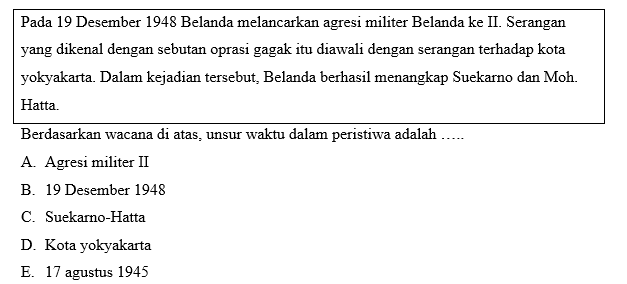 Pada 19 Desember 1948 Belanda melancarkan agresi militer Belanda ke II. Serangan
yang dikenal dengan sebutan oprasi gagak itu diawali dengan serangan terhadap kota
yokyakarta. Dalam kejadian tersebut, Belanda berhasil menangkap Suekarno dan Moh.
Hatta.
Berdasarkan wacana di atas, unsur waktu dalam peristiwa adalah …..
A. Agresi militer II
B. 19 Desember 1948
C. Suekarno-Hatta
D. Kota yokyakarta
E. 17 agustus 1945